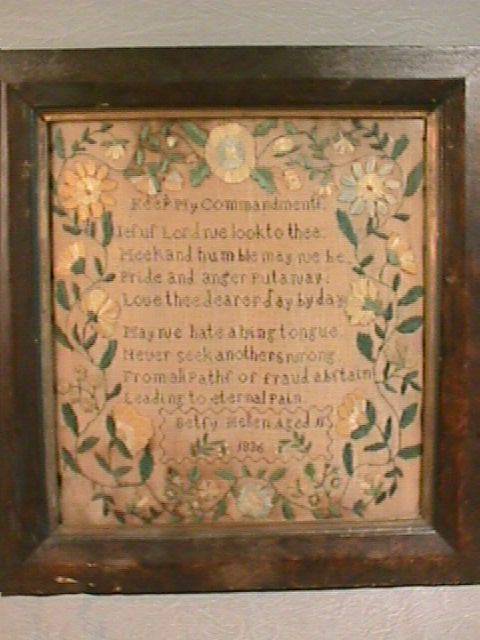 Keep My Commandments.
Iesus Lord we look to thee.
Meek and humble may we be.
Pride and anger put away.
Love thee dearer day by day
May we hate a lying tongue.
Never seek anothers wrong.
From all Paths of fraud abstain
Leading to eternal Pain.
Betsy Helen Aged 11
1836